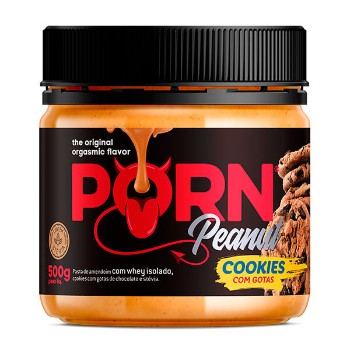 the original
orgasmic flavor
PORN
Peanut
COOKIES
COM GOTAS
500g
Pasta de amendoim com whey isolado,
cookies com gotas de chocolate e stévia.